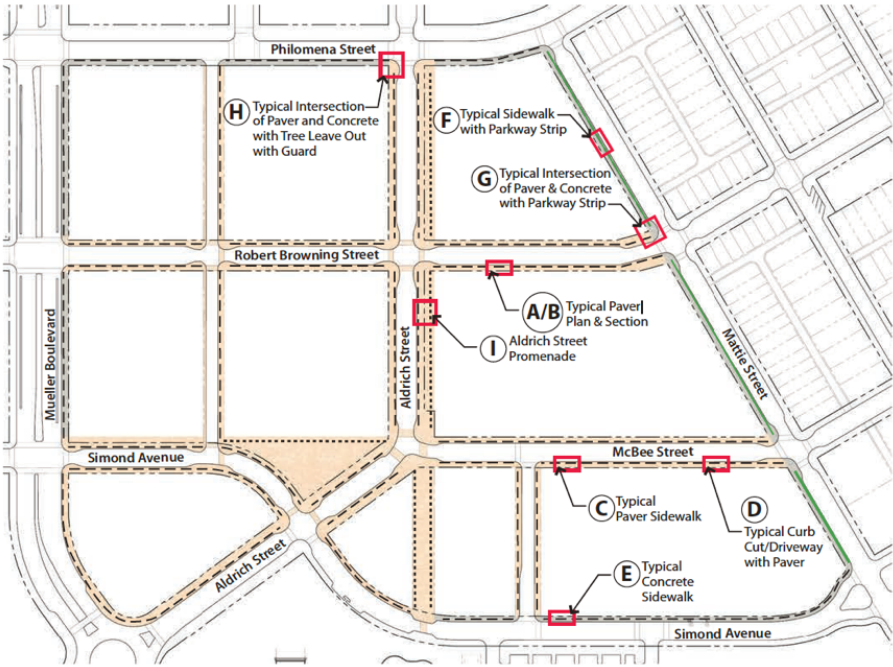 Philomena Street
H
Typical Intersection
of Paver and Concrete
with Tree Leave Out
with Guard
F
Typical Sidewalk
with Parkway Strip
G
Typical Intersection
of Paver & Concrete
with Parkway Strip
Robert Browning Street
A/B
Typical Paver
Plan & Section
I
Aldrich Street
Promenade
Mueller Boulevard
Aldrich Street
Mattie Street
Simond Avenue
McBee Street
C
Typical
Paver Sidewalk
D
Typical Curb
Cut/Driveway
with Paver
Aldrich Street
E
Typical
Concrete
Sidewalk
Simond Avenue